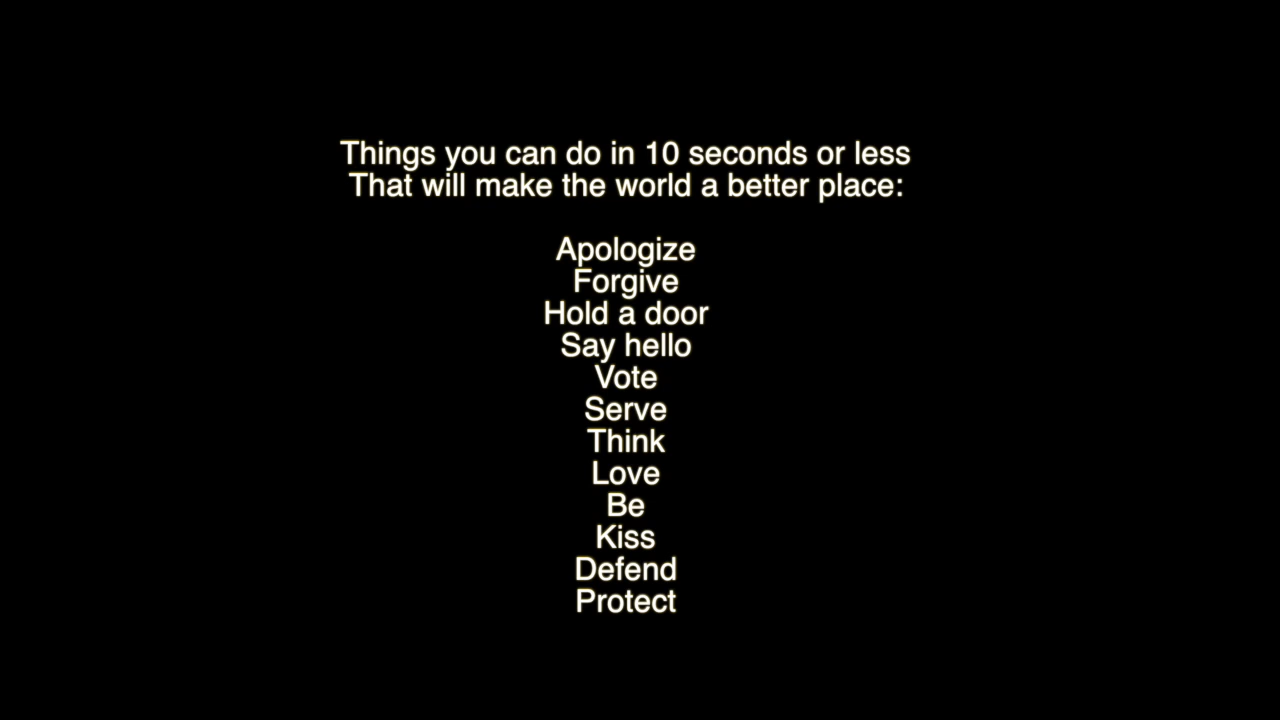 Things you can do in 10 seconds or less
That will make the world a better place:
Apologize
Forgive
Hold a door
Say hello
Vote
Serve
Think
Love
Be
Kiss
Defend
Protect